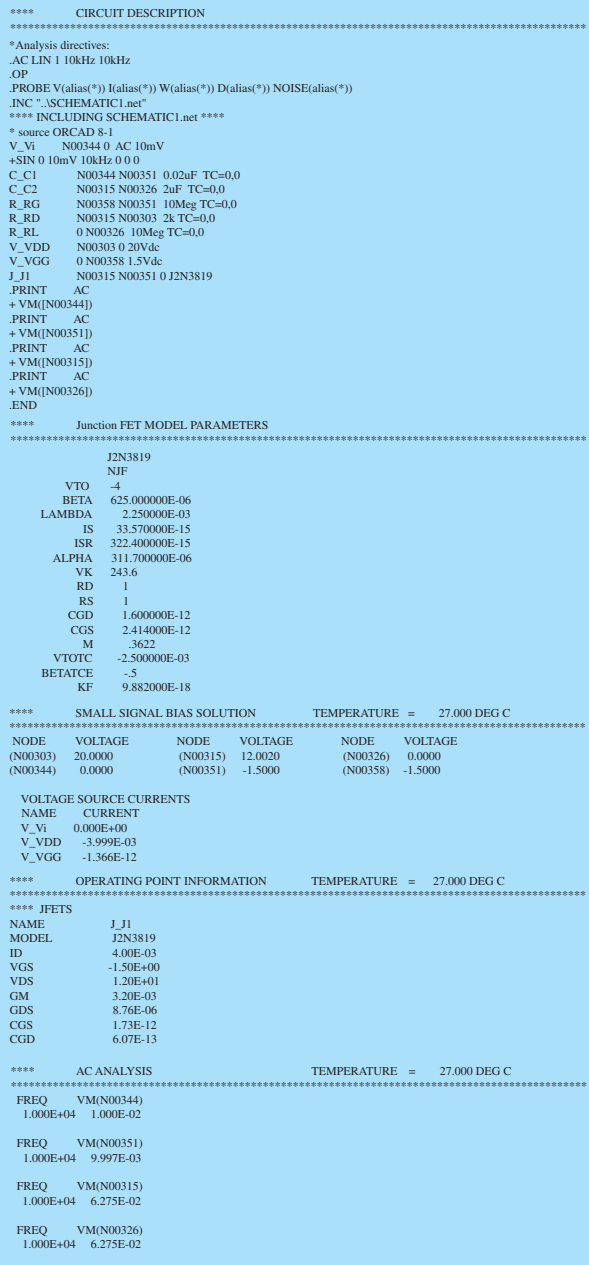 **** CIRCUIT DESCRIPTION
************************************************************************************************
*Analysis directives:
.AC LIN 1 10kHz 10kHz
.OP
.PROBE V(alias(*)) I(alias(*)) W(alias(*)) D(alias(*)) NOISE(alias(*))
.INC "..\SCHEMATIC1.net"
**** INCLUDING SCHEMATIC1.net ****
* source ORCAD 8-1
V_Vi N00344 0 AC 10mV
+SIN 0 10mV 10kHz 0 0 0
C_C1 N00344 N00351 0.02uF TC=0,0
C_C2 N00315 N00326 2uF TC=0,0
R_RG N00358 N00351 10Meg TC=0,0
R_RD N00315 N00303 2k TC=0,0
R_RL 0 N00326 10Meg TC=0,0
V_VDD N00303 0 20Vdc
V_VGG 0 N00358 1.5Vdc
J_J1 N00315 N00351 0 J2N3819
.PRINT AC
+ VM([N00344])
.PRINT AC
+ VM([N00351])
.PRINT AC
+ VM([N00315])
.PRINT AC
+ VM([N00326])
.END
**** Junction FET MODEL PARAMETERS
************************************************************************************************
J2N3819
NJF
VTO -4
BETA 625.000000E-06
LAMBDA 2.250000E-03
IS 33.570000E-15
ISR 322.400000E-15
ALPHA 311.700000E-06
VK 243.6
RD 1
RS 1
CGD 1.600000E-12
CGS 2.414000E-12
M .3622
VTOTC -2.500000E-03
BETATCE -.5
KF 9.882000E-18
**** SMALL SIGNAL BIAS SOLUTION TEMPERATURE = 27.000 DEG C
************************************************************************************************
NODE VOLTAGE NODE VOLTAGE NODE VOLTAGE
(N00303) 20.0000 (N00315) 12.0020 (N00326) 0.0000
(N00344) 0.0000 (N00351) -1.5000 (N00358) -1.5000
VOLTAGE SOURCE CURRENTS
NAME CURRENT
V_Vi 0.000E+00
V_VDD -3.999E-03
V_VGG -1.366E-12
**** OPERATING POINT INFORMATION TEMPERATURE = 27.000 DEG C
************************************************************************************************
**** JFETS
NAME J_J1
MODEL J2N3819
ID 4.00E-03
VGS -1.50E+00
VDS 1.20E+01
GM 3.20E-03
GDS 8.76E-06
CGS 1.73E-12
CGD 6.07E-13
**** AC ANALYSIS TEMPERATURE = 27.000 DEG C
************************************************************************************************
FREQ VM(N00344)
1.000E+04 1.000E-02
FREQ VM(N00351)
1.000E+04 9.997E-03
FREQ VM(N00315)
1.000E+04 6.275E-02
FREQ VM(N00326)
1.000E+04 6.275E-02